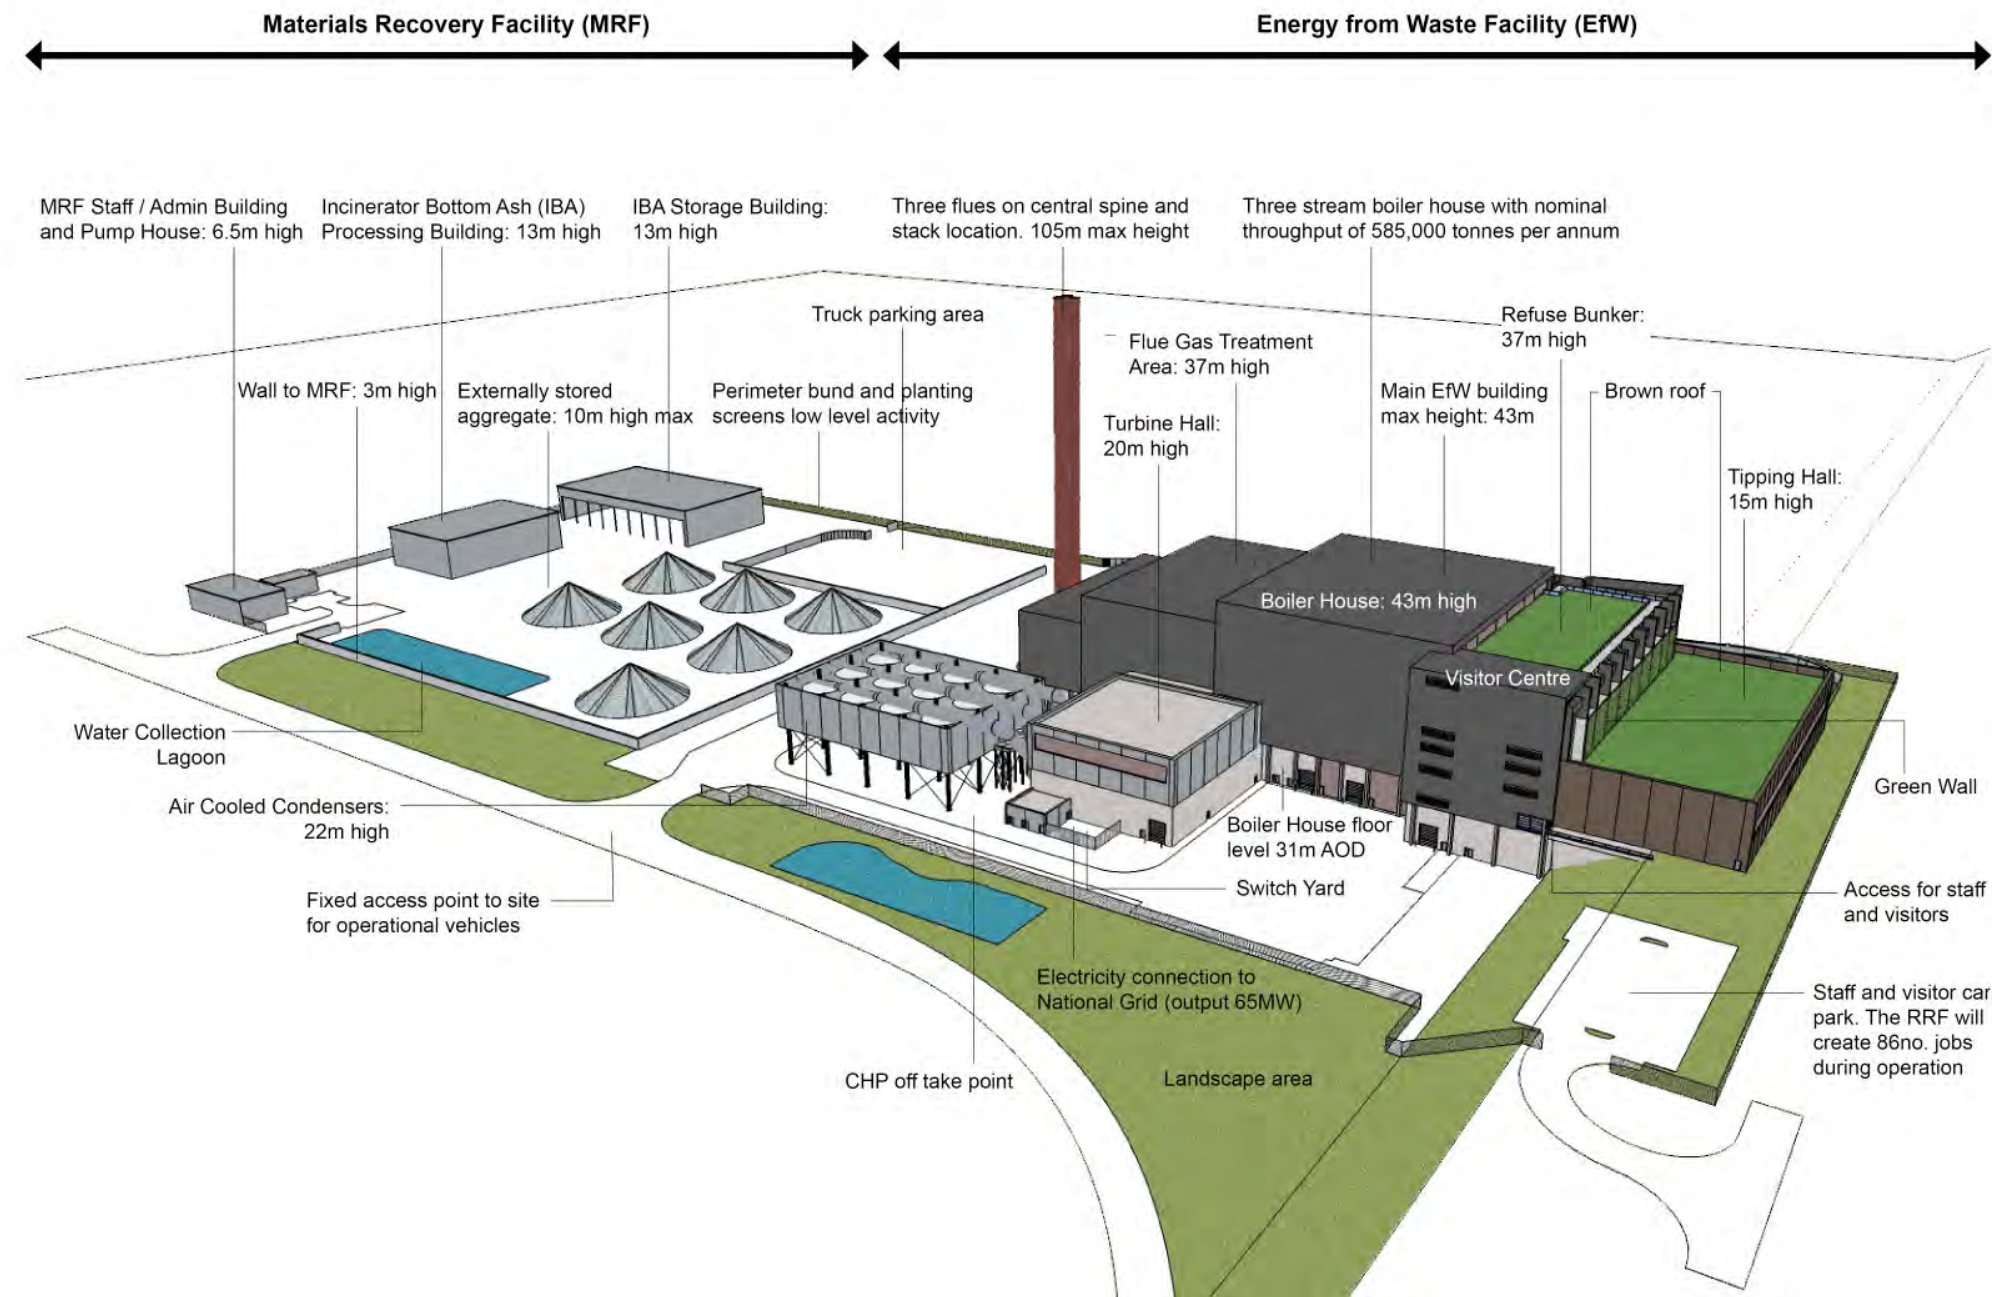 Materials Recovery Facility (MRF)
Energy from Waste Facility (EfW)
MRF Staff / Admin Building
and Pump House: 6.5m high
Incinerator Bottom Ash (IBA)
Processing Building: 13m high
IBA Storage Building:
13m high
Three flues on central spine and
stack location. 105m max height
Three stream boiler house with nominal
throughput of 585,000 tonnes per annum
Truck parking area
Flue Gas Treatment
Area: 37m high
Refuse Bunker:
37m high
Wall to MRF: 3m high
Externally stored
aggregate: 10m high max
Perimeter bund and planting
screens low level activity
Turbine Hall:
20m high
Main EfW building
max height: 43m
Brown roof
Tipping Hall:
15m high
Boiler House: 43m high
Visitor Centre
Water Collection
Lagoon
Green Wall
Air Cooled Condensers:
22m high
Boiler House floor
level 31m AOD
Switch Yard
Fixed access point to site
for operational vehicles
Access for staff
and visitors
Electricity connection to
National Grid (output 65MW)
Staff and visitor car
park. The RRF will
create 86no. jobs
during operation
CHP off take point
Landscape area